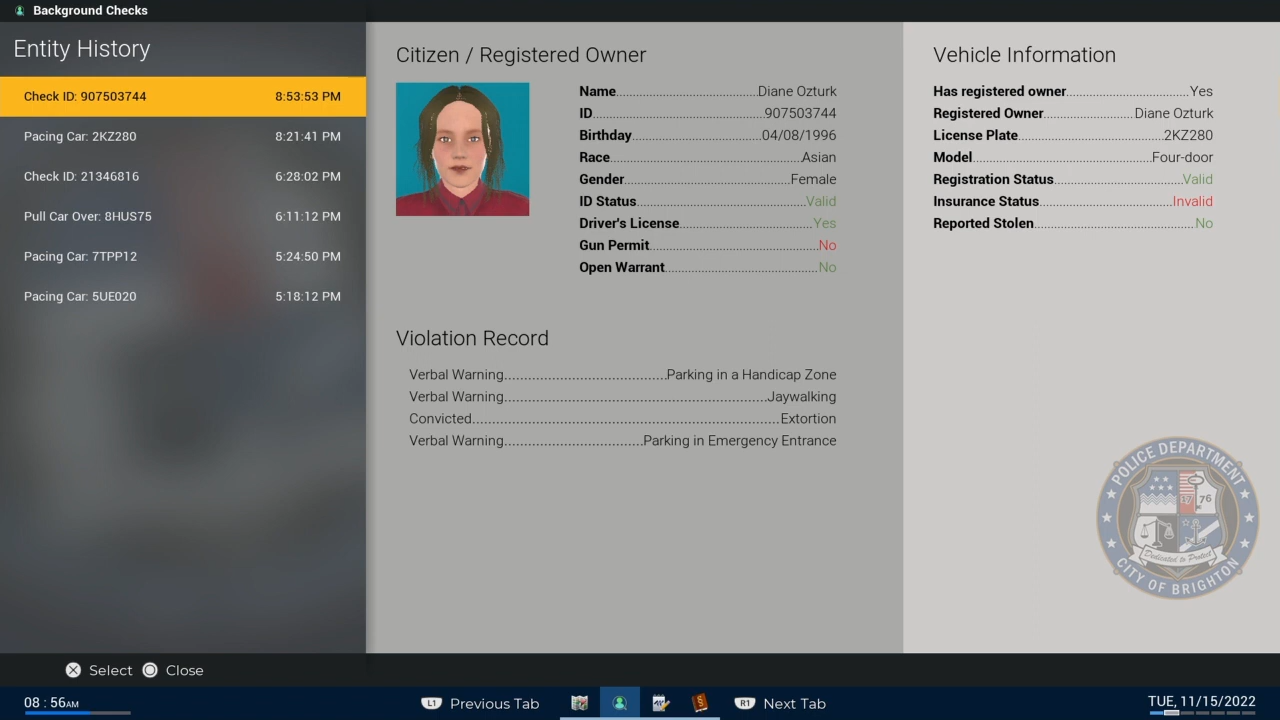 Background Checks
Entity History
Check ID: 907503744 8:53:53 PM
Pacing Car: 2KZ280 8:21:41 PM
Check ID: 21346816 6:28:02 PM
Pull Car Over: 8HUS75 6:11:12 PM
Pacing Car: 7TPP12 5:24:50 PM
Pacing Car: 5UE020 5:18:12 PM
Citizen / Registered Owner
Name Diane Ozturk
ID 907503744
Birthday 04/08/1996
Race Asian
Gender Female
ID Status Valid
Driver's License Yes
Gun Permit No
Open Warrant No
Violation Record
Verbal Warning Parking in a Handicap Zone
Verbal Warning Jaywalking
Convicted Extortion
Verbal Warning Parking in Emergency Entrance
Vehicle Information
Has registered owner Yes
Registered Owner Diane Ozturk
License Plate 2KZ280
Model Four-door
Registration Status Valid
Insurance Status Invalid
Reported Stolen No
POLICE DEPARTMENT
17 76
Dedicated to Protect
CITY OF BRIGHTON
Select Close
08 : 56AM
L1 Previous Tab
R1 Next Tab
TUE, 11/15/2022